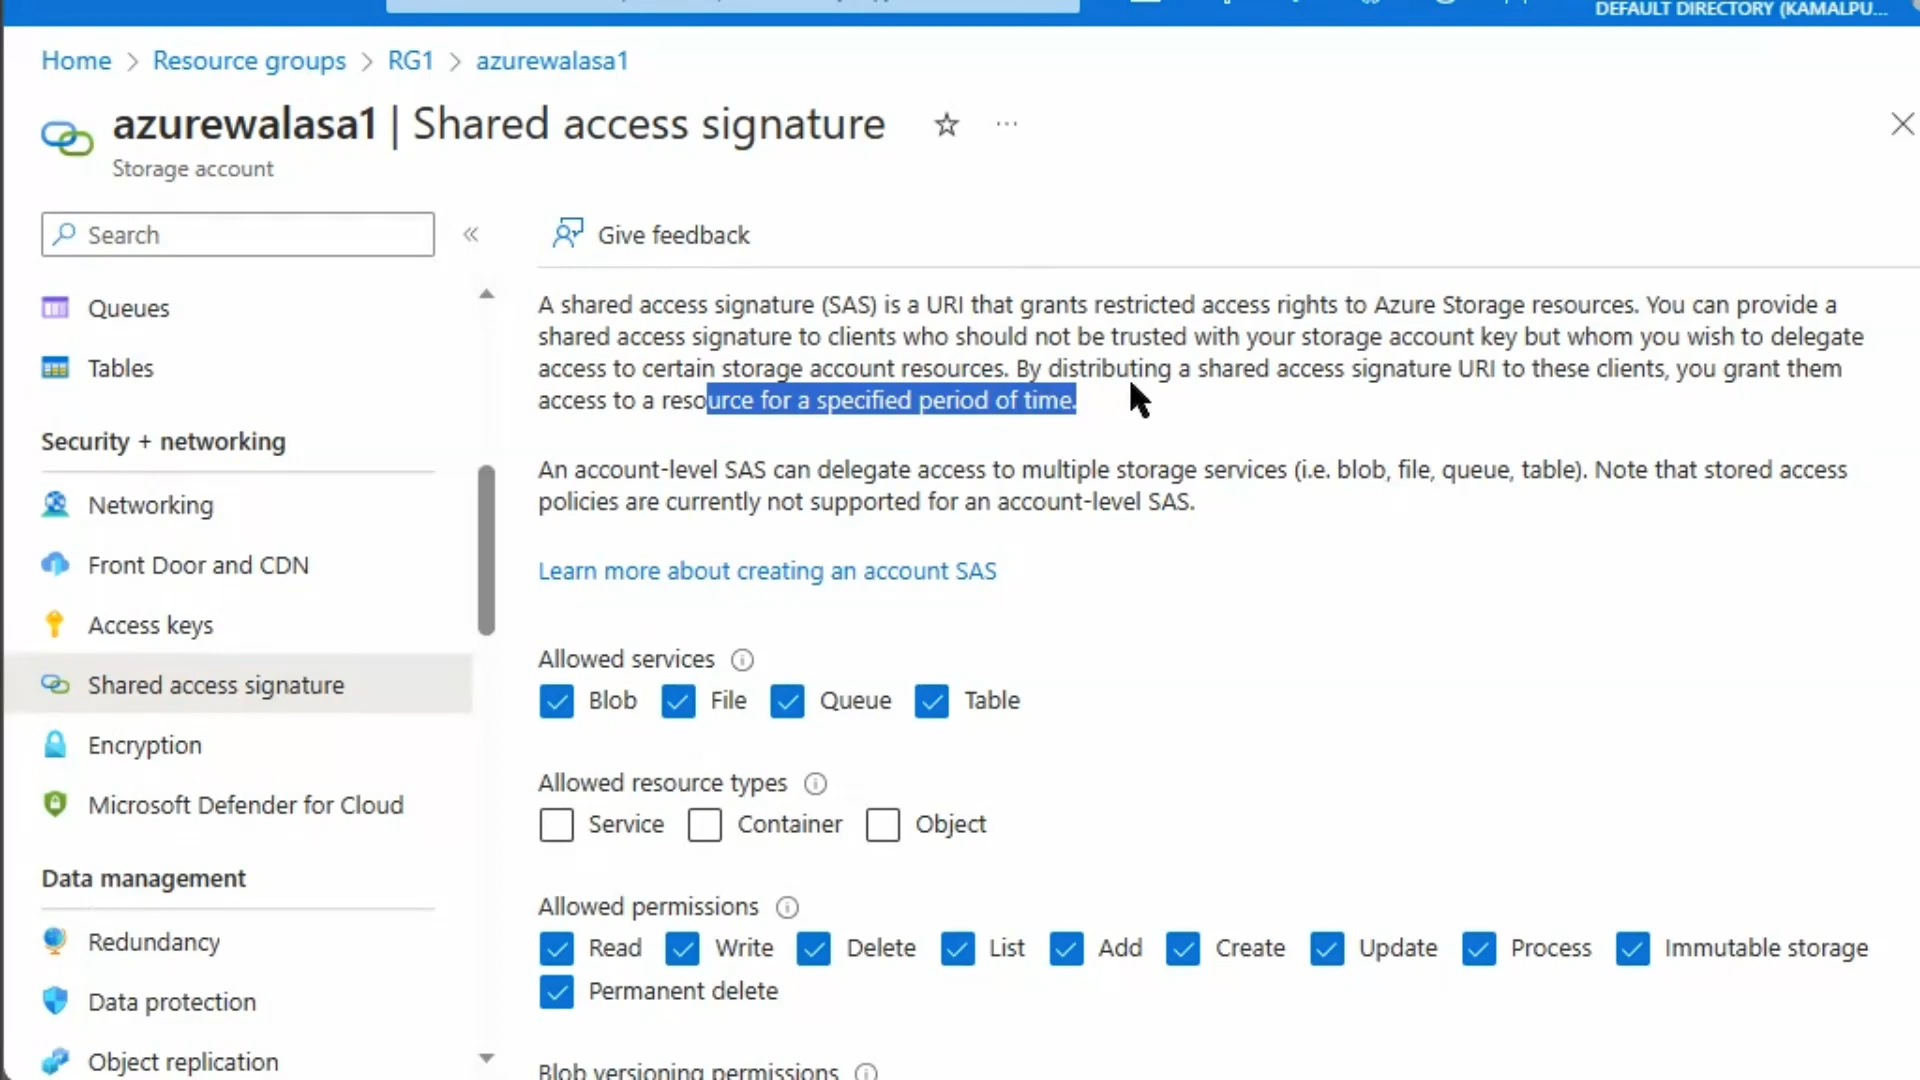 DEFAULT DIRECTORY (KAMALPU...
Home > Resource groups > RG1 > azurewalasa1
azurewalasa1 | Shared access signature
Storage account
Search
Queues
Tables
Security + networking
Networking
Front Door and CDN
Access keys
Shared access signature
Encryption
Microsoft Defender for Cloud
Data management
Redundancy
Data protection
Object replication
Give feedback
A shared access signature (SAS) is a URI that grants restricted access rights to Azure Storage resources. You can provide a
shared access signature to clients who should not be trusted with your storage account key but whom you wish to delegate
access to certain storage account resources. By distributing a shared access signature URI to these clients, you grant them
access to a resource for a specified period of time.
An account-level SAS can delegate access to multiple storage services (i.e. blob, file, queue, table). Note that stored access
policies are currently not supported for an account-level SAS.
Learn more about creating an account SAS
Allowed services
Blob File Queue Table
Allowed resource types
Service Container Object
Allowed permissions
Read Write Delete List Add Create Update Process Immutable storage
Permanent delete
Blob versioning permissions